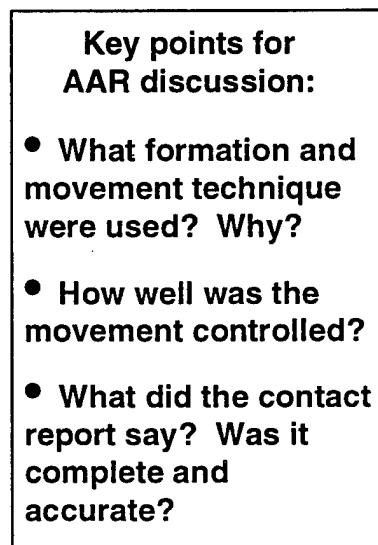 Key points for
AAR discussion:
● What formation and
movement technique
were used? Why?
● How well was the
movement controlled?
● What did the contact
report say? Was it
complete and
accurate?